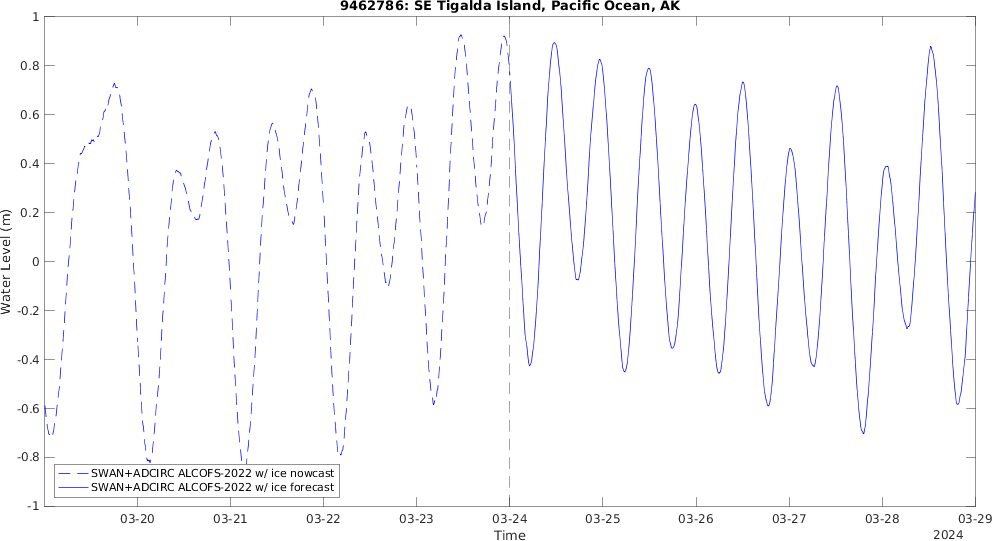 9462786: SE Tigalda Island, Pacific Ocean, AK
Water Level (m)
1
0.8
0.6
0.4
0.2
0
-0.2
-0.4
-0.6
-0.8
-1
SWAN+ADCIRC ALCOFS-2022 w/ ice nowcast
SWAN+ADCIRC ALCOFS-2022 w/ ice forecast
03-20 03-21 03-22 03-23 03-24 03-25 03-26 03-27 03-28 03-29
Time
2024